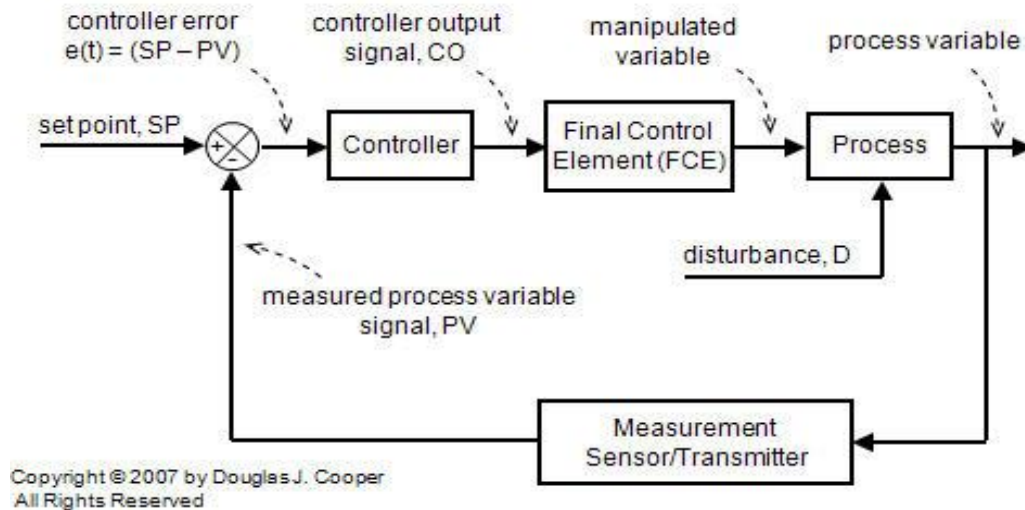 controller error
e(t) = (SP – PV)
controller output
signal, CO
manipulated
variable
process variable
set point, SP
+
-
Controller
Final Control
Element (FCE)
Process
disturbance, D
measured process variable
signal, PV
Measurement
Sensor/Transmitter
Copyright © 2007 by Douglas J. Cooper
All Rights Reserved